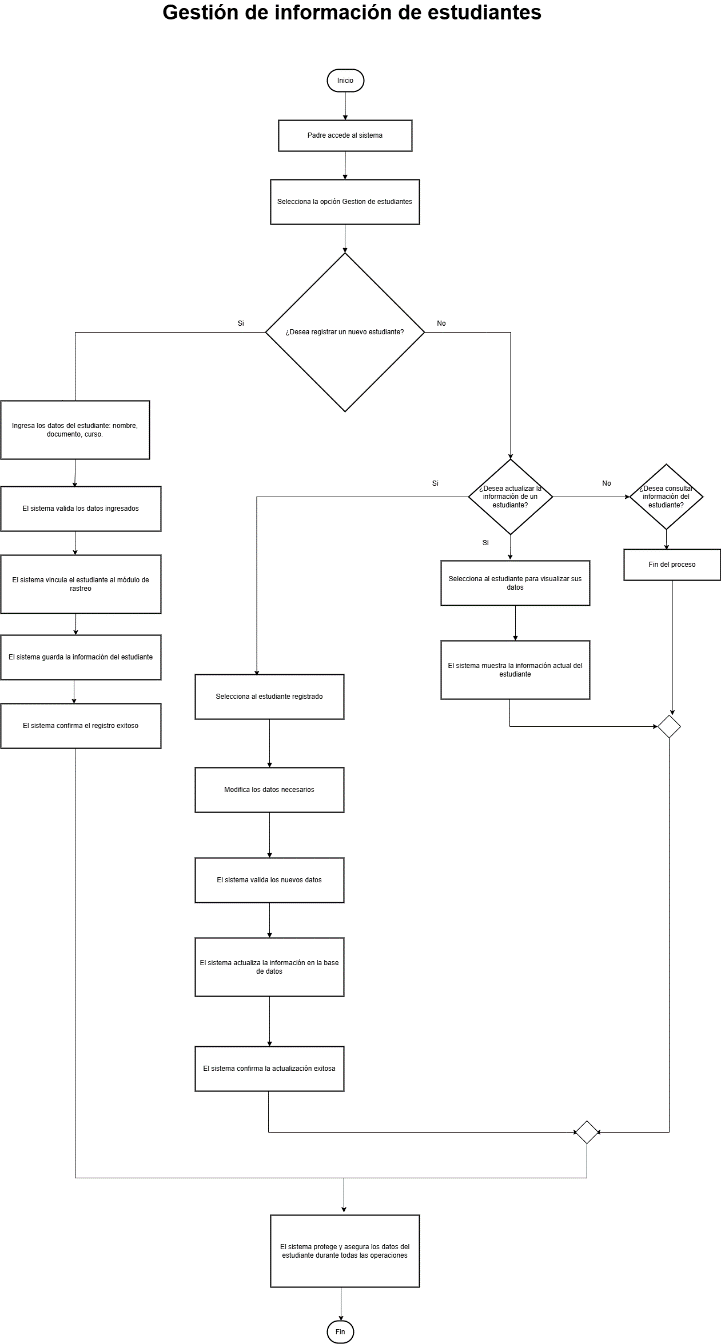 Gestión de información de estudiantes
Inicio
Padre accede al sistema
Selecciona la opción Gestion de estudiantes
¿Desea registrar un nuevo estudiante?
Si
No
Ingresa los datos del estudiante: nombre,
documento, curso.
El sistema valida los datos ingresados
El sistema vincula el estudiante al módulo de
rastreo
El sistema guarda la información del estudiante
El sistema confirma el registro exitoso
¿Desea actualizar la
información de un
estudiante?
Si
No
Si
¿Desea consultar
información del
estudiante?
Selecciona al estudiante para visualizar sus
datos
El sistema muestra la información actual del
estudiante
Fin del proceso
Selecciona al estudiante registrado
Modifica los datos necesarios
El sistema valida los nuevos datos
El sistema actualiza la información en la base
de datos
El sistema confirma la actualización exitosa
El sistema protege y asegura los datos del
estudiante durante todas las operaciones
Fin